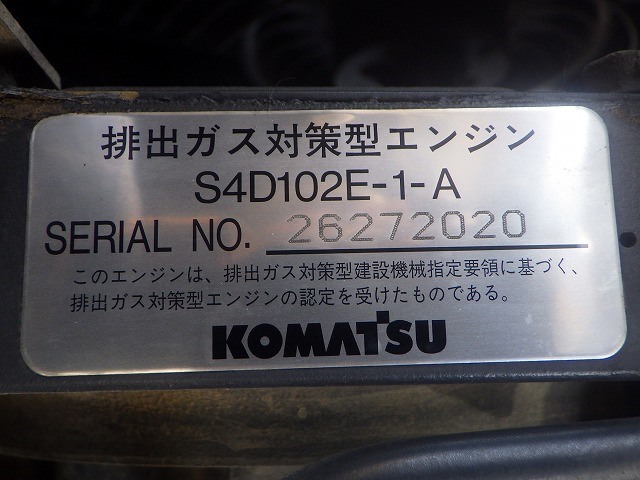 排出ガス対策型エンジン
S4D102E-1-A
SERIAL NO. 26272020
このエンジンは、排出ガス対策型建設機械指定要領に基づく、
排出ガス対策型エンジンの認定を受けたものである。
KOMATSU